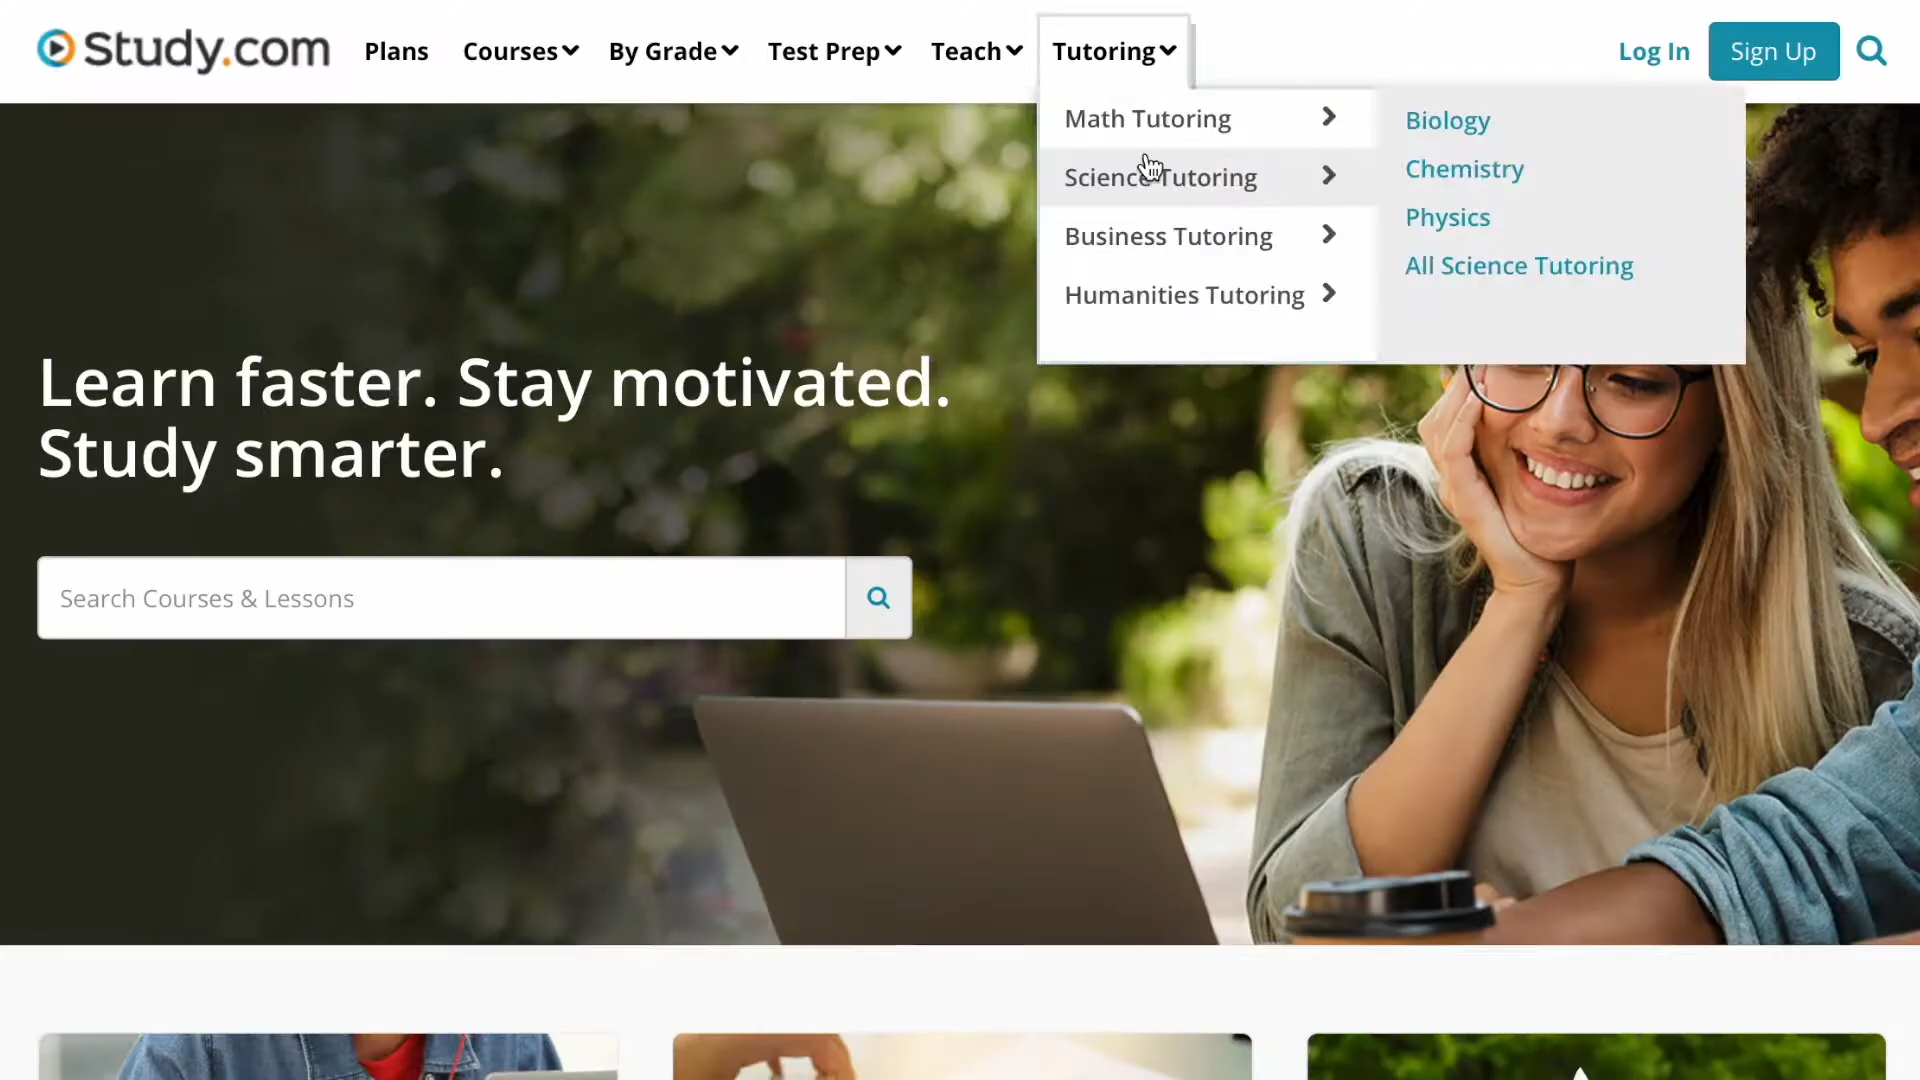 Study.com
Plans
Courses
By Grade
Test Prep
Teach
Tutoring
Log In
Sign Up
Math Tutoring
Science Tutoring
Business Tutoring
Humanities Tutoring
Biology
Chemistry
Physics
All Science Tutoring
Learn faster. Stay motivated.
Study smarter.
Search Courses & Lessons